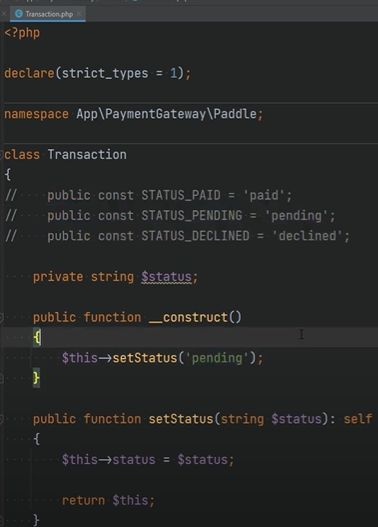 Transaction.php
<?php
declare(strict_types = 1);
namespace App\PaymentGateway\Paddle;
class Transaction
{
//      public const STATUS_PAID = 'paid';
//      public const STATUS_PENDING = 'pending';
//      public const STATUS_DECLINED = 'declined';
    private string $status;
    public function __construct()
    {
        $this->setStatus('pending');
    }
    public function setStatus(string $status): self
    {
        $this->status = $status;
        return $this;
    }